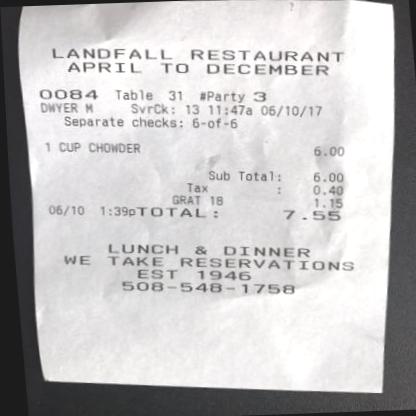 LANDFALL RESTAURANT
APRIL TO DECEMBER
0084 Table 31 #Party 3
DWYER M SvrCk: 13 11:47a 06/10/17
Separate checks: 6-of-6
1 CUP CHOWDER 6.00
Sub Total: 6.00
Tax : 0.40
GRAT 18 1.15
06/10 1:39pTOTAL: 7.55
LUNCH & DINNER
WE TAKE RESERVATIONS
EST 1946
508-548-1758